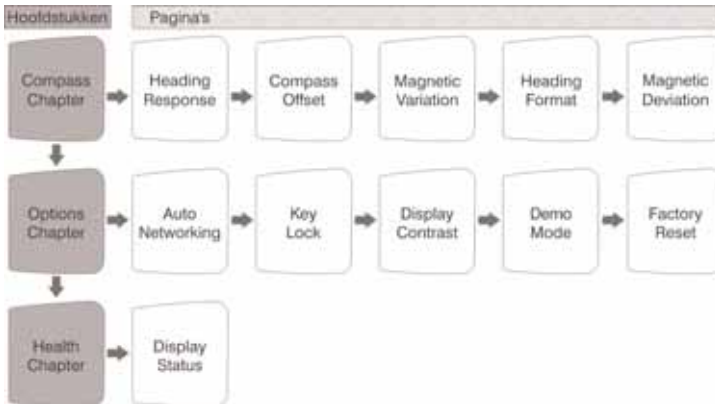 Hoofdstukken
Pagina's
Compass
Chapter
Heading
Response
Compass
Offset
Magnetic
Variation
Heading
Format
Magnetic
Deviation
Options
Chapter
Auto
Networking
Key
Lock
Display
Contrast
Demo
Mode
Factory
Reset
Health
Chapter
Display
Status